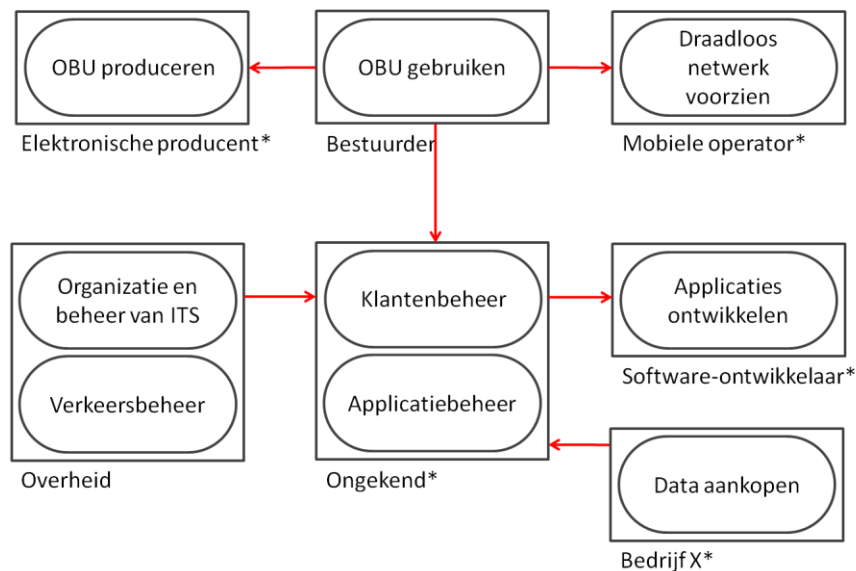 OBU produceren
Elektronische producent*
OBU gebruiken
Bestuurder
Draadloos
netwerk
voorzien
Mobiele operator*
Organizatie en
beheer van ITS
Verkeersbeheer
Overheid
Klantenbeheer
Applicatiebeheer
Ongekend*
Applicaties
ontwikkelen
Software-ontwikkelaar*
Data aankopen
Bedrijf X*